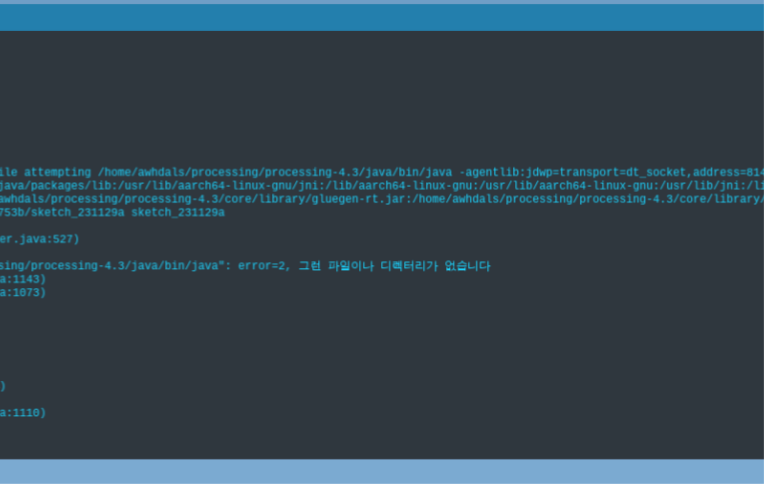 ile attempting /home/awhdals/processing/processing-4.3/java/bin/java -agentlib:jdwp=transport=dt_socket,address=814
java/packages/lib:/usr/lib/aarch64-linux-gnu/jni:/lib/aarch64-linux-gnu:/usr/lib/aarch64-linux-gnu:/usr/lib/jni:/li
awhdals/processing/processing-4.3/core/library/gluegen-rt.jar:/home/awhdals/processing/processing-4.3/core/library/
753b/sketch_231129a sketch_231129a
er.java:527)
sing/processing-4.3/java/bin/java": error=2, 그런 파일이나 디렉터리가 없습니다
a:1143)
a:1073)
)
a:1110)